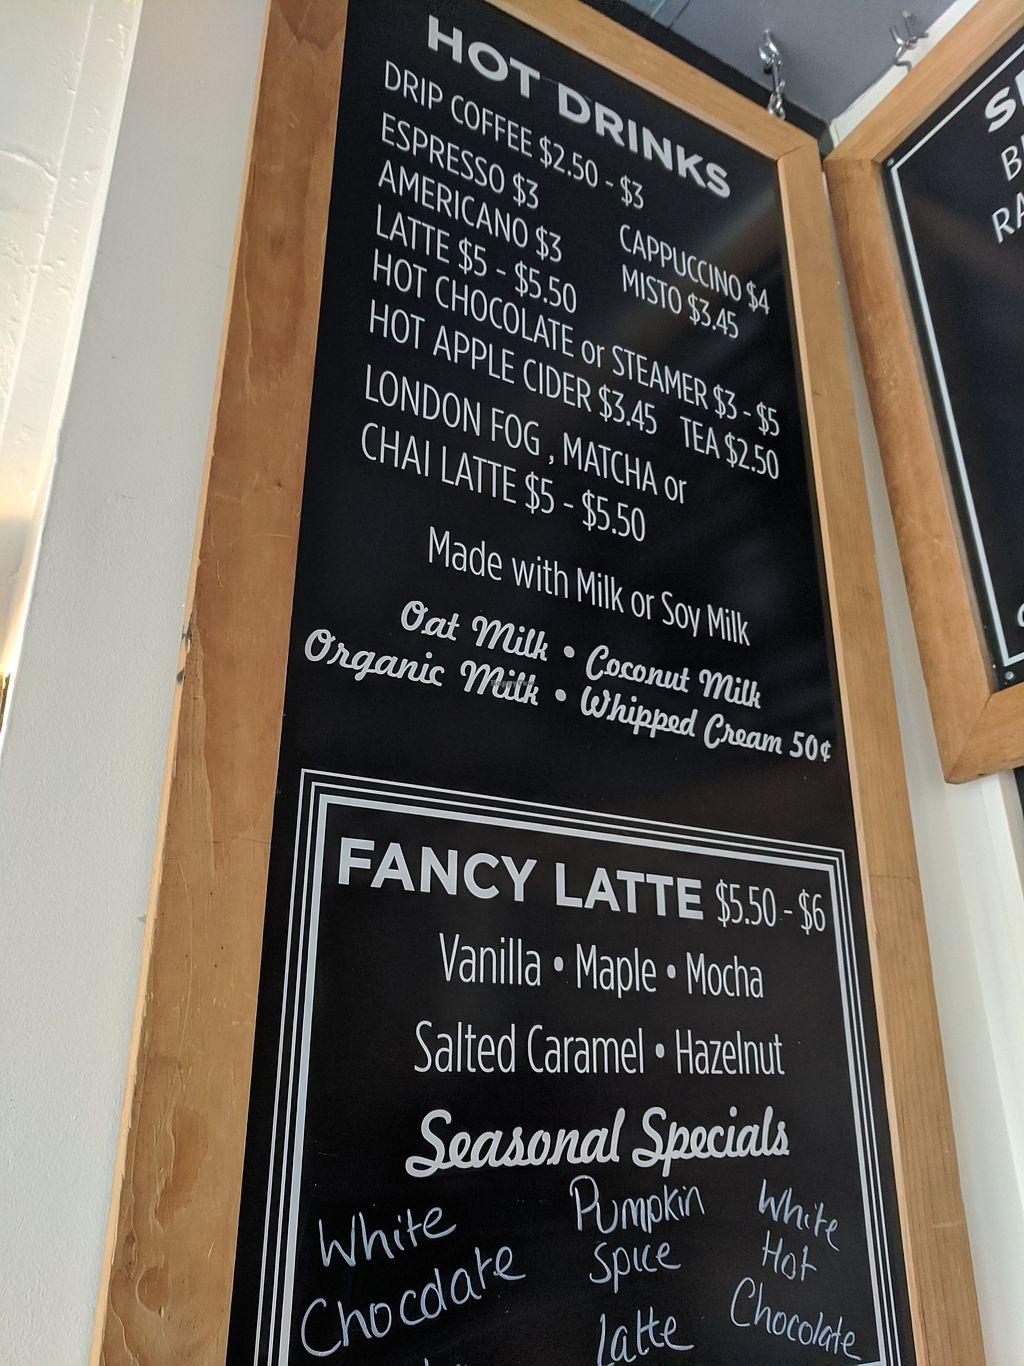 HOT DRINKS
DRIP COFFEE $2.50 - $3
ESPRESSO $3
CAPPUCCINO $4
AMERICANO $3
MISTO $3.45
LATTE $5 - $5.50
HOT CHOCOLATE or STEAMER $3 - $5
HOT APPLE CIDER $3.45 TEA $2.50
LONDON FOG , MATCHA or
CHAI LATTE $5 - $5.50
Made with Milk or Soy Milk
Oat Milk • Coconut Milk
Organic Milk • Whipped Cream 50¢
FANCY LATTE $5.50 - $6
Vanilla • Maple • Mocha
Salted Caramel • Hazelnut
Seasonal Specials
White
Chocolate
Pumpkin
Spice
Latte
White
Hot
Chocolate